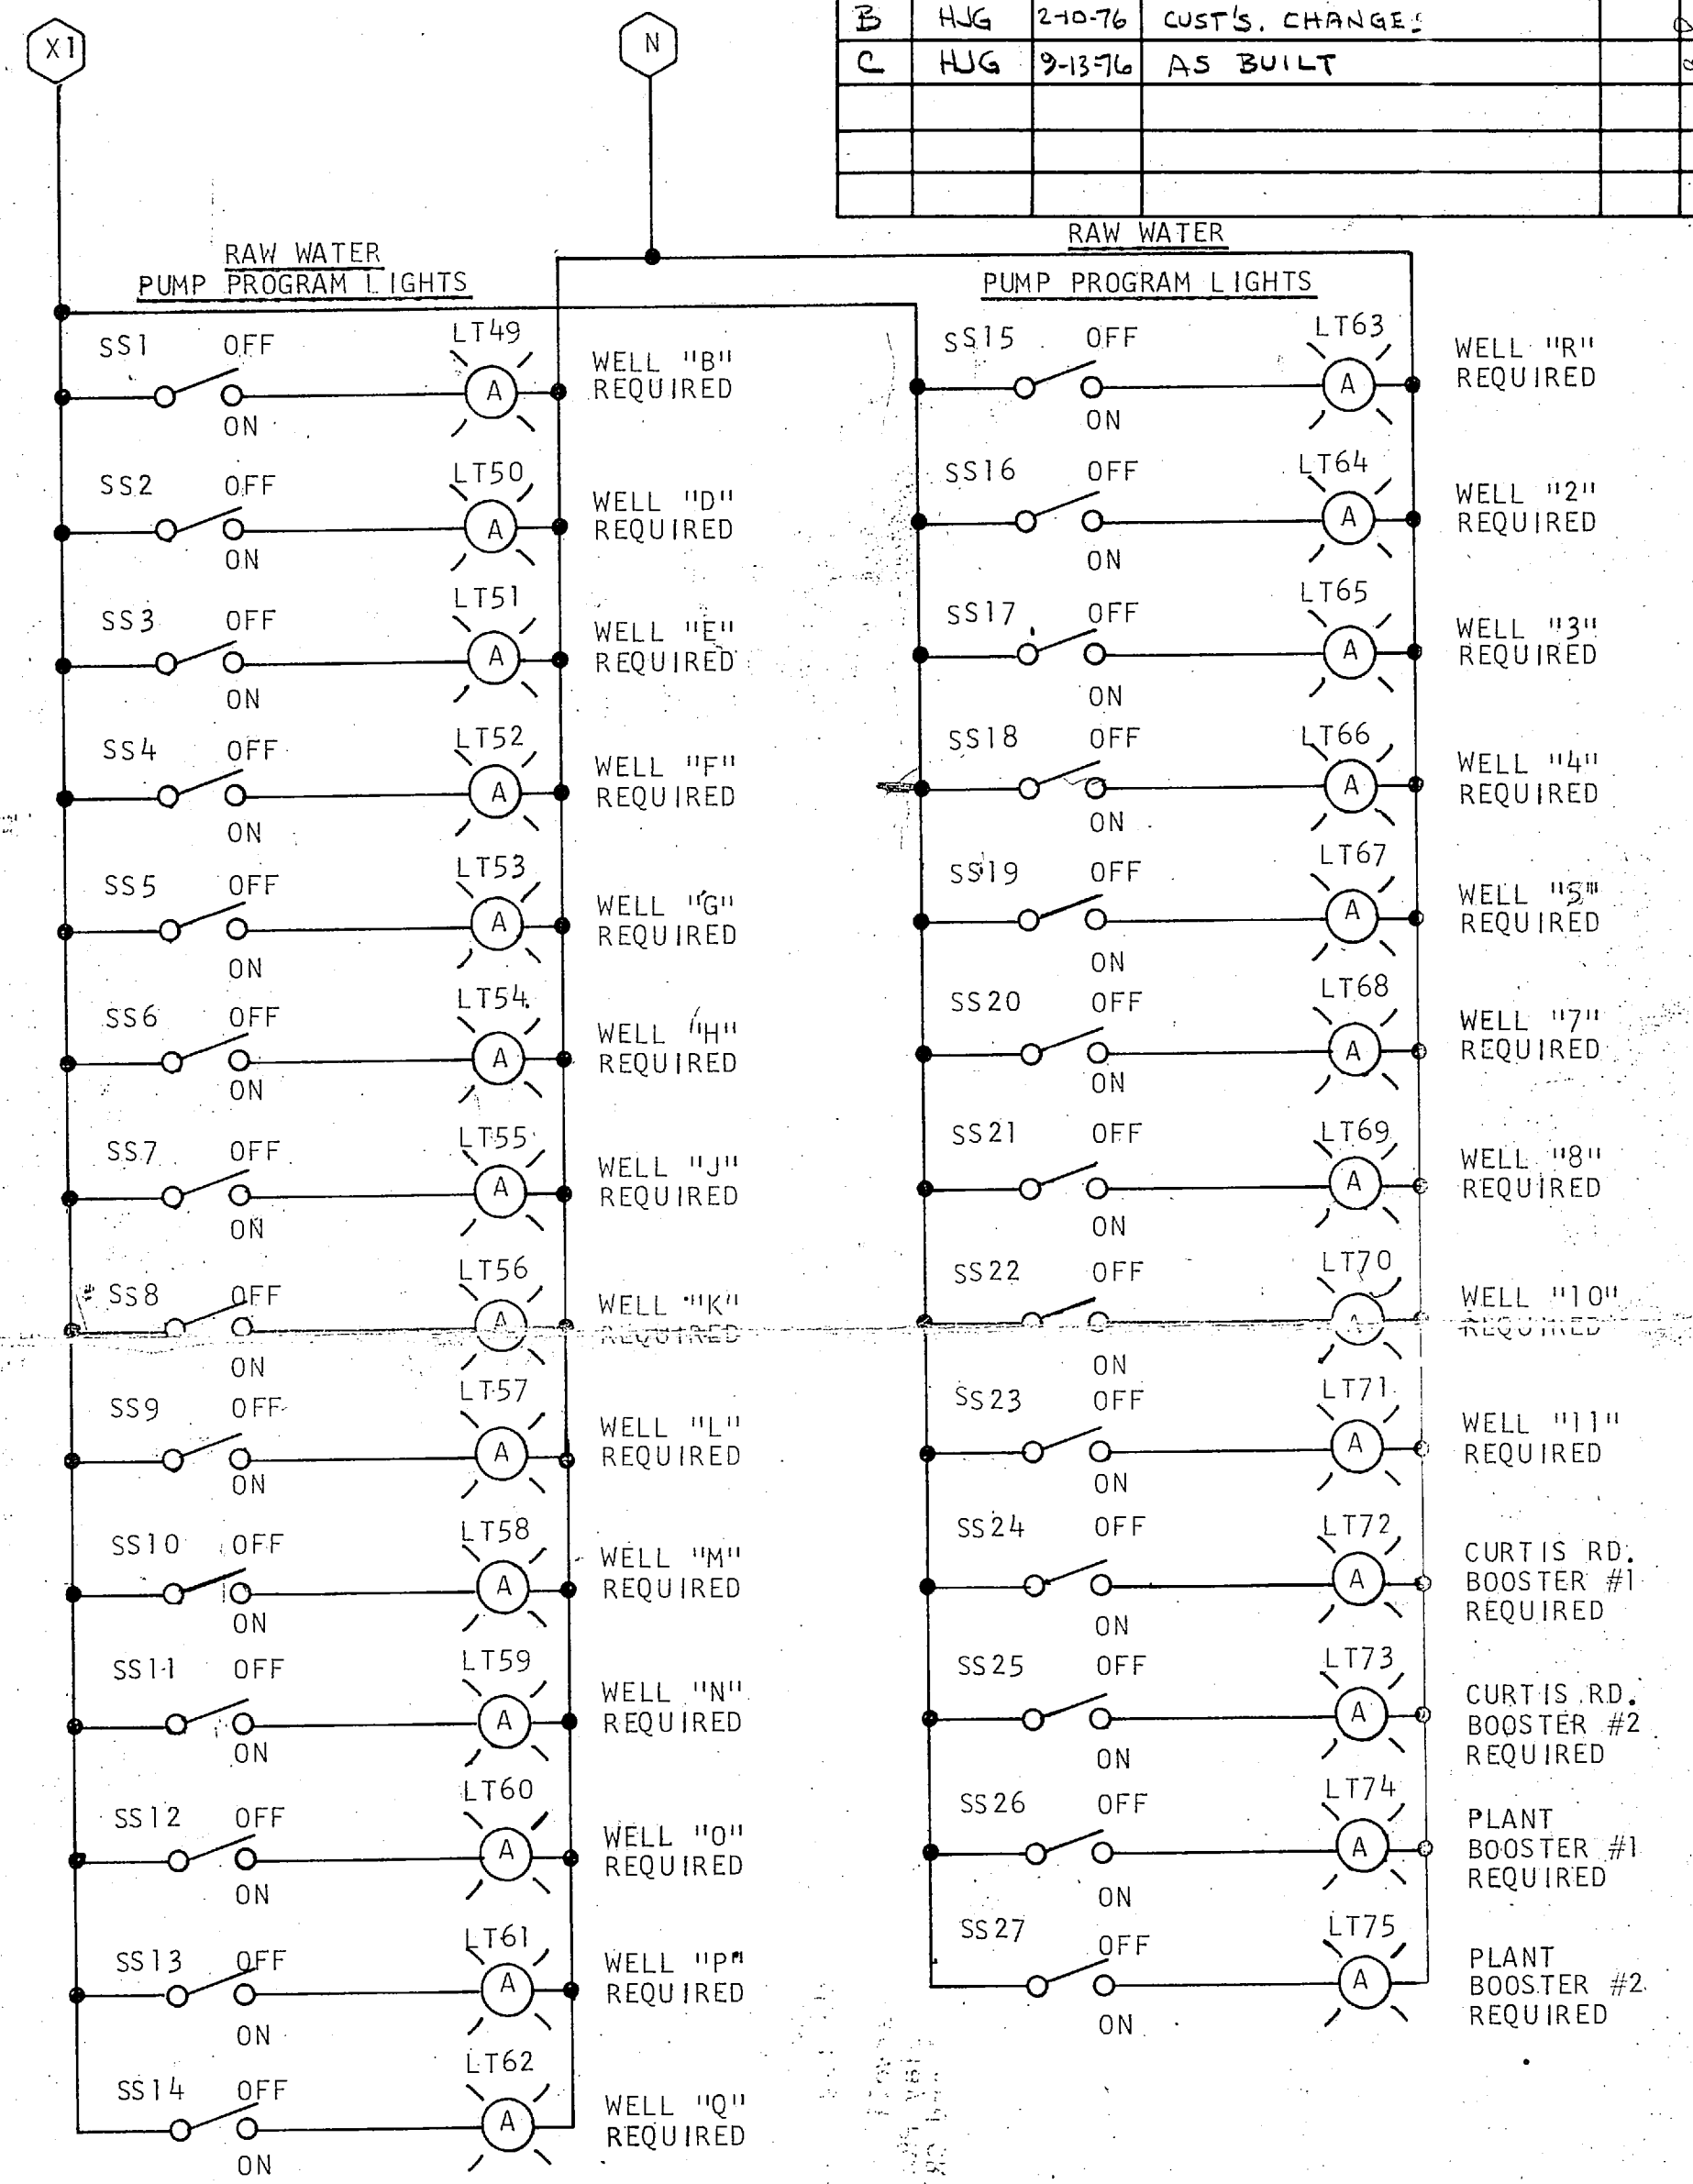 B HJG 2-10-76 CUST'S. CHANGES
C HJG 9-13-76 AS BUILT
X1
N
RAW WATER
PUMP PROGRAM LIGHTS
SS1 OFF LT49
A
WELL "B"
REQUIRED
ON
SS2 OFF LT50
A
WELL "D"
REQUIRED
ON
SS3 OFF LT51
A
WELL "E"
REQUIRED
ON
SS4 OFF LT52
A
WELL "F"
REQUIRED
ON
SS5 OFF LT53
A
WELL "G"
REQUIRED
ON
SS6 OFF LT54
A
WELL "H"
REQUIRED
ON
SS7 OFF LT55
A
WELL "J"
REQUIRED
ON
SS8 OFF LT56
A
WELL "K"
REQUIRED
ON
SS9 OFF LT57
A
WELL "L"
REQUIRED
ON
SS10 OFF LT58
A
WELL "M"
REQUIRED
ON
SS11 OFF LT59
A
WELL "N"
REQUIRED
ON
SS12 OFF LT60
A
WELL "O"
REQUIRED
ON
SS13 OFF LT61
A
WELL "P"
REQUIRED
ON
SS14 OFF LT62
A
WELL "Q"
REQUIRED
ON
RAW WATER
PUMP PROGRAM LIGHTS
SS15 OFF LT63
A
WELL "R"
REQUIRED
ON
SS16 OFF LT64
A
WELL "2"
REQUIRED
ON
SS17 OFF LT65
A
WELL "3"
REQUIRED
ON
SS18 OFF LT66
A
WELL "4"
REQUIRED
ON
SS19 OFF LT67
A
WELL "5"
REQUIRED
ON
SS20 OFF LT68
A
WELL "7"
REQUIRED
ON
SS21 OFF LT69
A
WELL "8"
REQUIRED
ON
SS22 OFF LT70
A
WELL "10"
REQUIRED
ON
SS23 OFF LT71
A
WELL "11"
REQUIRED
ON
SS24 OFF LT72
A
CURTIS RD.
BOOSTER #1
REQUIRED
ON
SS25 OFF LT73
A
CURTIS RD.
BOOSTER #2
REQUIRED
ON
SS26 OFF LT74
A
PLANT
BOOSTER #1
REQUIRED
ON
SS27 OFF LT75
A
PLANT
BOOSTER #2
REQUIRED
ON